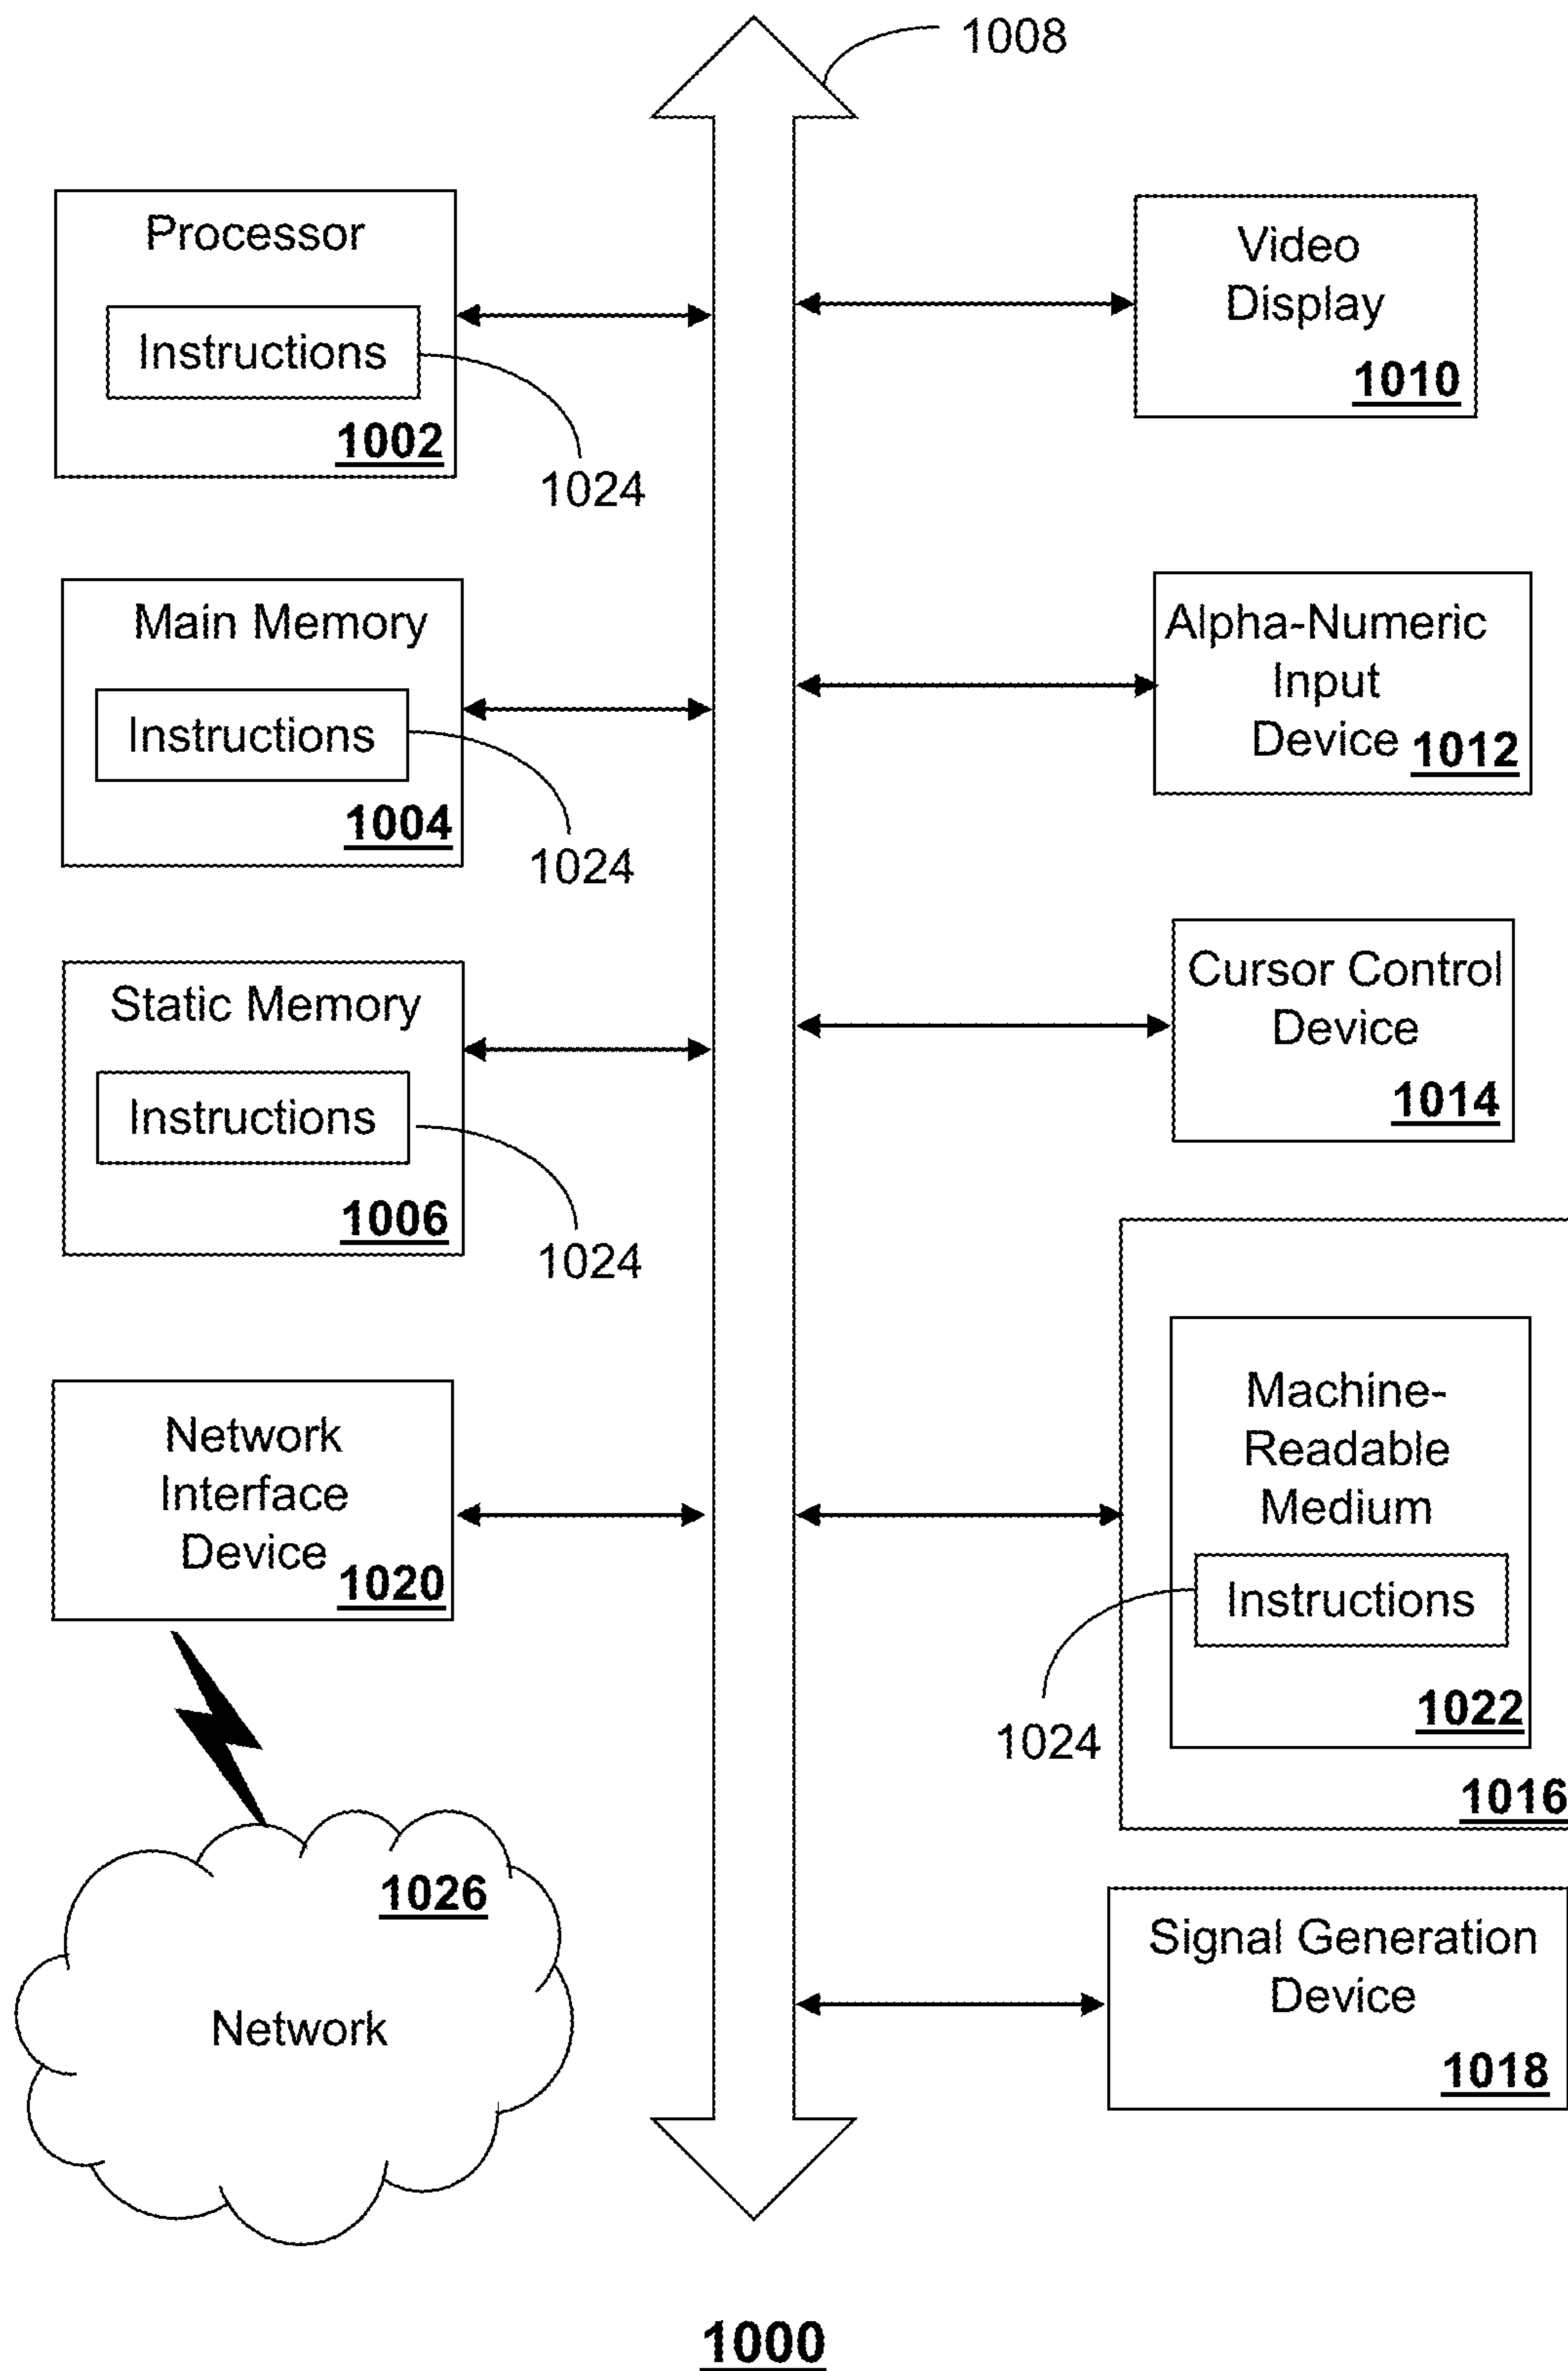 1008
Processor
Instructions
1002
1024
Main Memory
Instructions
1004
1024
Static Memory
Instructions
1006
1024
Network
Interface
Device
1020
1026
Network
Video
Display
1010
Alpha-Numeric
Input
Device 1012
Cursor Control
Device
1014
Machine-
Readable
Medium
Instructions
1022
1024
1016
Signal Generation
Device
1018
1000